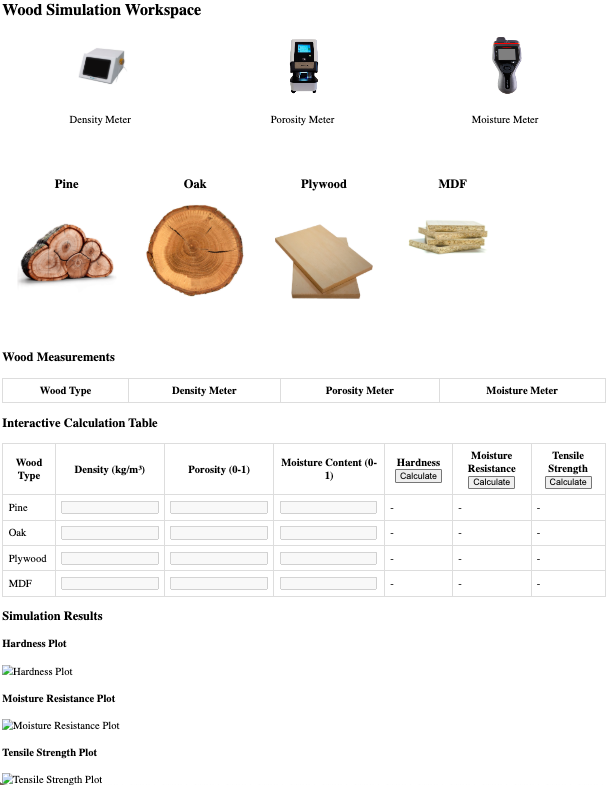 Wood Simulation Workspace
Density Meter
Porosity Meter
Moisture Meter
Pine
Oak
Plywood
MDF
Wood Measurements
Wood Type Density Meter Porosity Meter Moisture Meter
Interactive Calculation Table
Wood Type Density (kg/m³) Porosity (0-1) Moisture Content (0-1) Hardness Calculate Moisture Resistance Calculate Tensile Strength Calculate
Pine - - -
Oak - - -
Plywood - - -
MDF - - -
Simulation Results
Hardness Plot
Hardness Plot
Moisture Resistance Plot
Moisture Resistance Plot
Tensile Strength Plot
Tensile Strength Plot